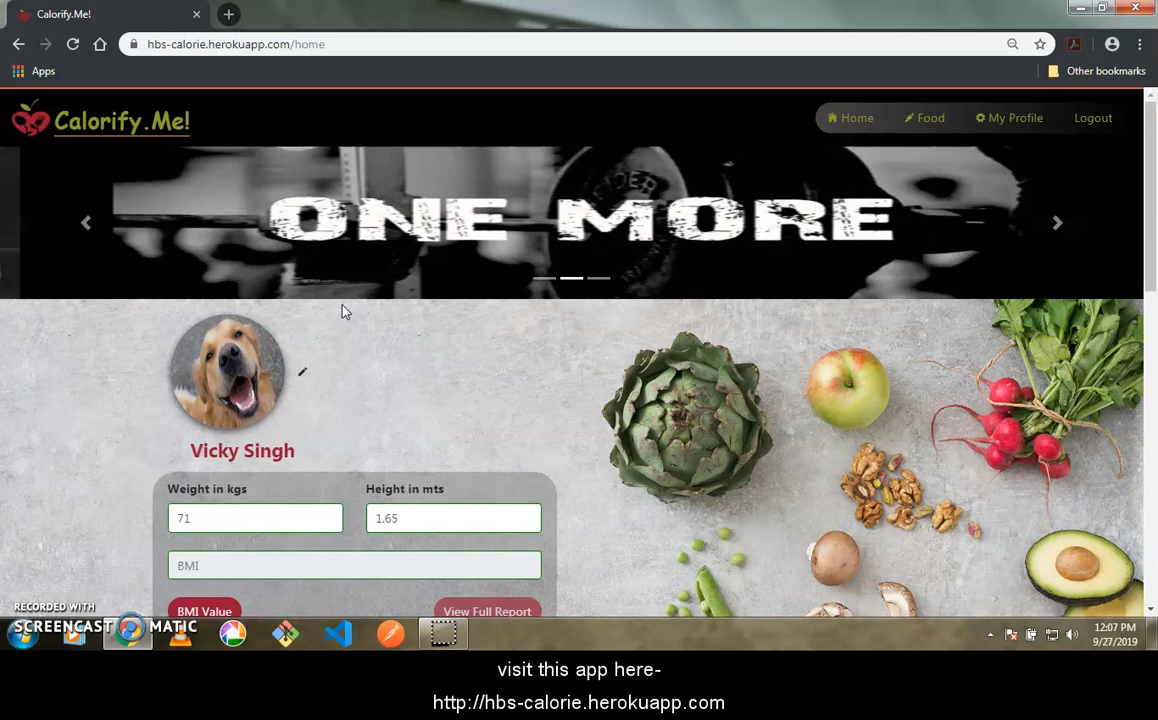 Calorify.Me!
hbs-calorie.herokuapp.com/home
Apps
Other bookmarks
Calorify.Me!
Home
Food
My Profile
Logout
ONE MORE
Vicky Singh
Weight in kgs
Height in mts
71
1.65
BMI
BMI Value
View Full Report
RECORDED WITH
SCREENCAST MATIC
12:07 PM
9/27/2019
visit this app here-
http://hbs-calorie.herokuapp.com